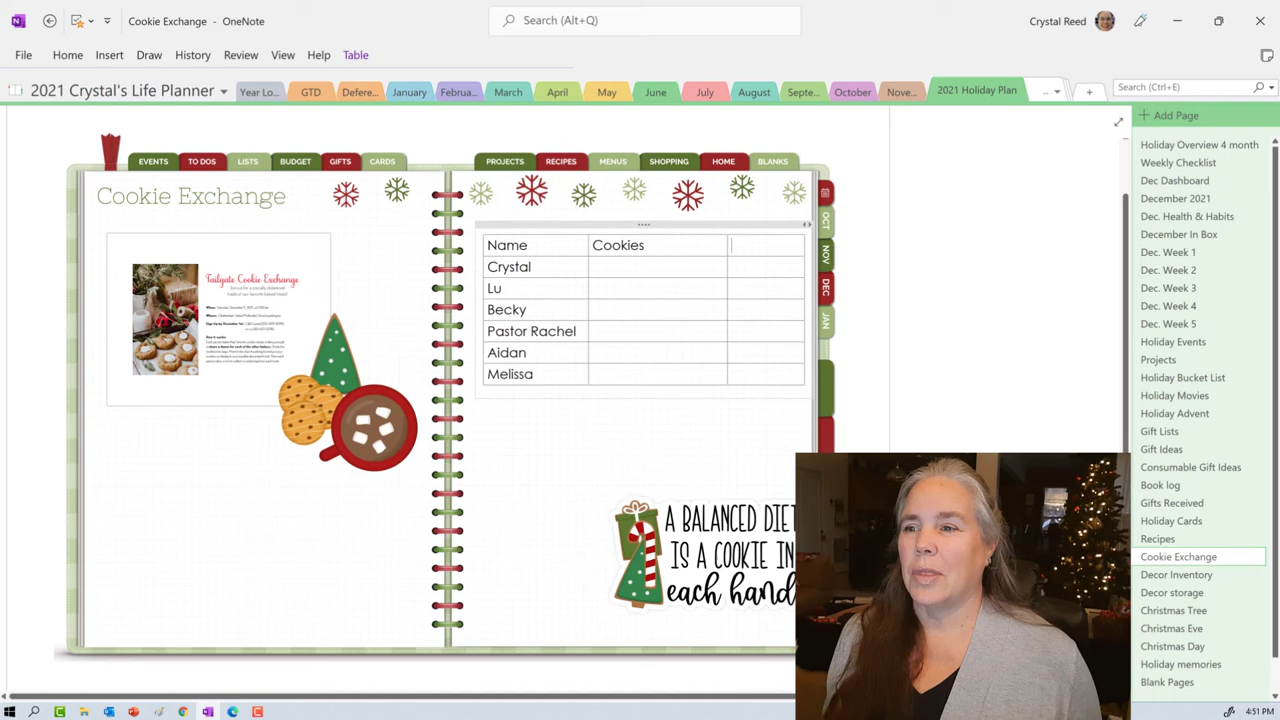 Cookie Exchange - OneNote
Search (Alt+Q)
Crystal Reed
File Home Insert Draw History Review View Help Table
2021 Crystal's Life Planner
Year Lo... GTD Defere... January Februa... March April May June July August Septe... October Nove... 2021 Holiday Plan ...
Search (Ctrl+E)
Add Page
EVENTS TO DOS LISTS BUDGET GIFTS CARDS
PROJECTS RECIPES MENUS SHOPPING HOME BLANKS
Cookie Exchange
Tailgate Cookie Exchange
Name Cookies
Crystal
Lu
Becky
Pastor Rachel
Aidan
Melissa
OCT
NOV
DEC
JAN
A BALANCED DIET
IS A COOKIE IN
each hand
Holiday Overview 4 month
Weekly Checklist
Dec Dashboard
December 2021
Dec. Health & Habits
December In Box
Dec. Week 1
Dec. Week 2
Dec. Week 3
Dec. Week 4
Dec. Week 5
Holiday Events
Projects
Holiday Bucket List
Holiday Movies
Holiday Advent
Gift Lists
Gift Ideas
Consumable Gift Ideas
Book log
Gifts Received
Holiday Cards
Recipes
Cookie Exchange
Decor Inventory
Decor storage
Christmas Tree
Christmas Eve
Christmas Day
Holiday memories
Blank Pages
4:51 PM